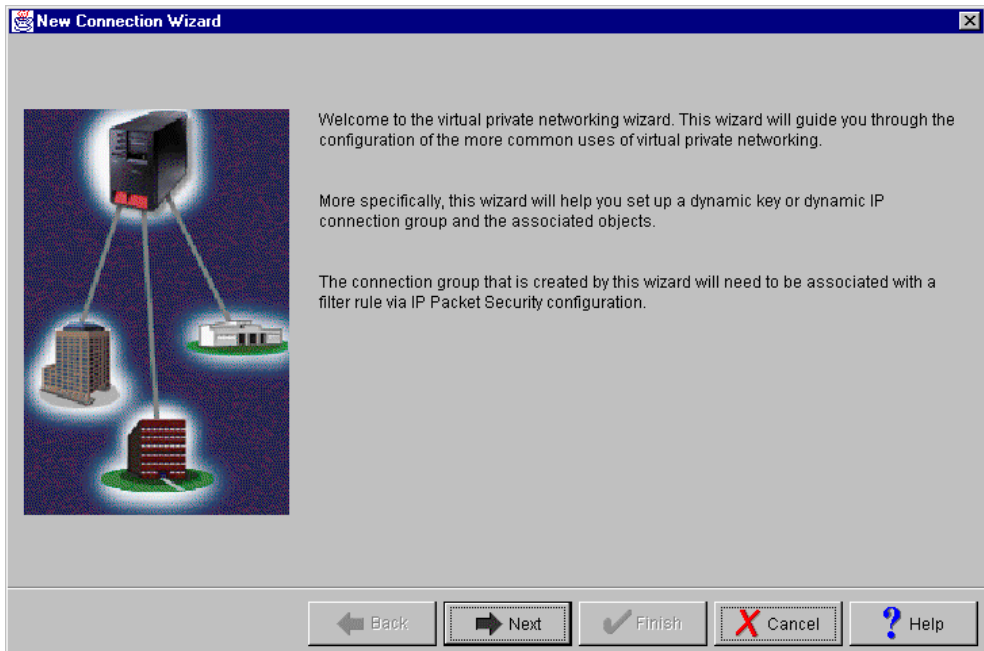 New Connection Wizard
Welcome to the virtual private networking wizard. This wizard will guide you through the
configuration of the more common uses of virtual private networking.
More specifically, this wizard will help you set up a dynamic key or dynamic IP
connection group and the associated objects.
The connection group that is created by this wizard will need to be associated with a
filter rule via IP Packet Security configuration.
Back
Next
Finish
Cancel
Help